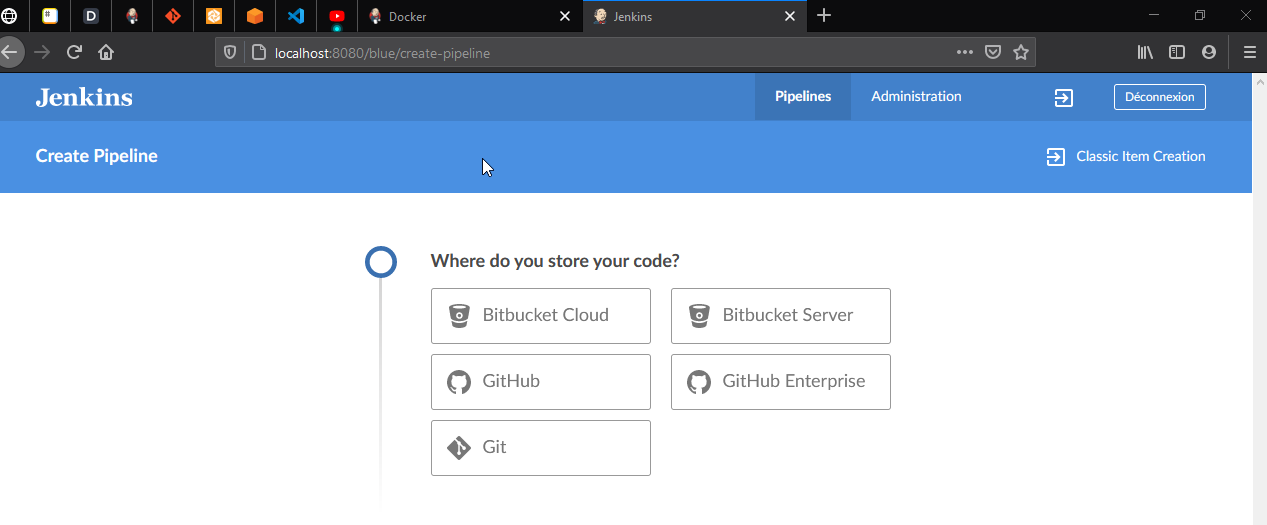 Docker
Jenkins
localhost:8080/blue/create-pipeline
Jenkins
Pipelines
Administration
Déconnexion
Create Pipeline
Classic Item Creation
Where do you store your code?
Bitbucket Cloud
Bitbucket Server
GitHub
GitHub Enterprise
Git